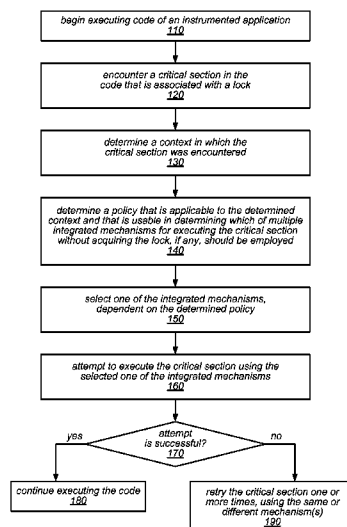 begin executing code of an instrumented application
110
encounter a critical section in the
code that is associated with a lock
120
determine a context in which the
critical section was encountered
130
determine a policy that is applicable to the determined
context and that is usable in determining which of multiple
integrated mechanisms for executing the critical section
without acquiring the lock, if any, should be employed
140
select one of the integrated mechanisms,
dependent on the determined policy
150
attempt to execute the critical section using the
selected one of the integrated mechanisms
160
yes
attempt
is successful?
170
no
continue executing the code
180
retry the critical section one or
more times, using the same or
different mechanism(s)
190